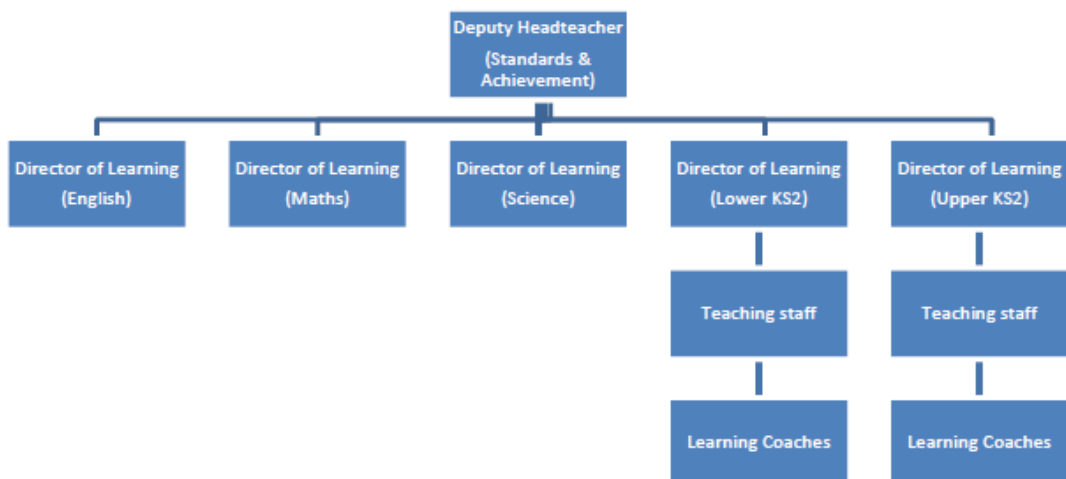 Deputy Headteacher
(Standards &
Achievement)
Director of Learning
(English)
Director of Learning
(Maths)
Director of Learning
(Science)
Director of Learning
(Lower KS2)
Director of Learning
(Upper KS2)
Teaching staff
Teaching staff
Learning Coaches
Learning Coaches